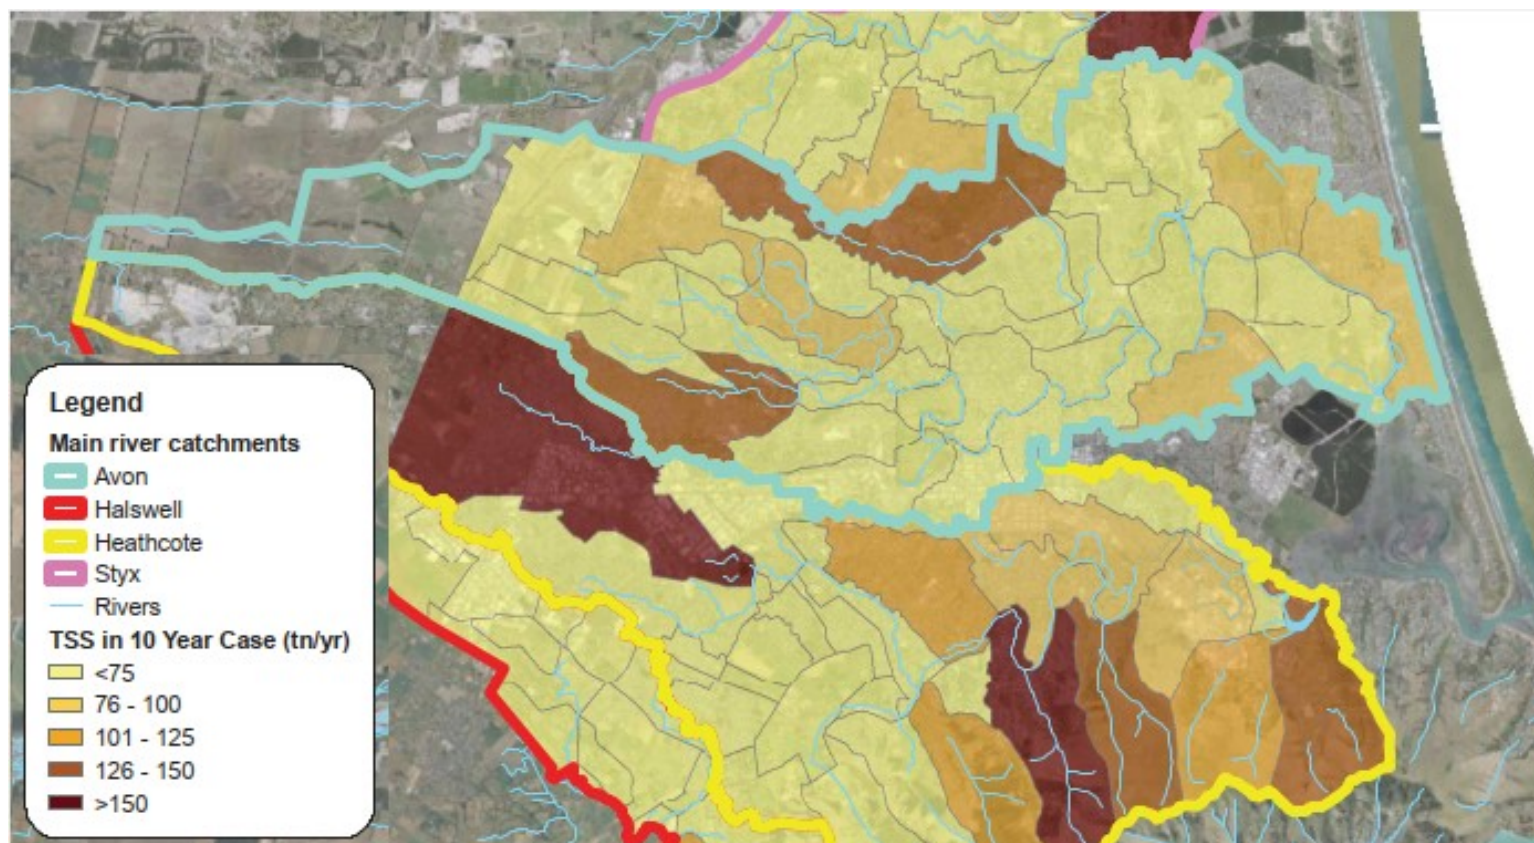 Legend
Main river catchments
Avon
Halswell
Heathcote
Styx
Rivers
TSS in 10 Year Case (tn/yr)
<75
76 - 100
101 - 125
126 - 150
>150